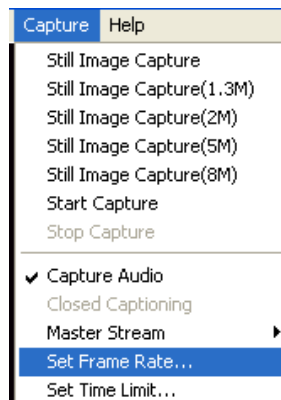 Capture Help
Still Image Capture
Still Image Capture(1.3M)
Still Image Capture(2M)
Still Image Capture(5M)
Still Image Capture(8M)
Start Capture
Stop Capture
Capture Audio
Closed Captioning
Master Stream
Set Frame Rate...
Set Time Limit...